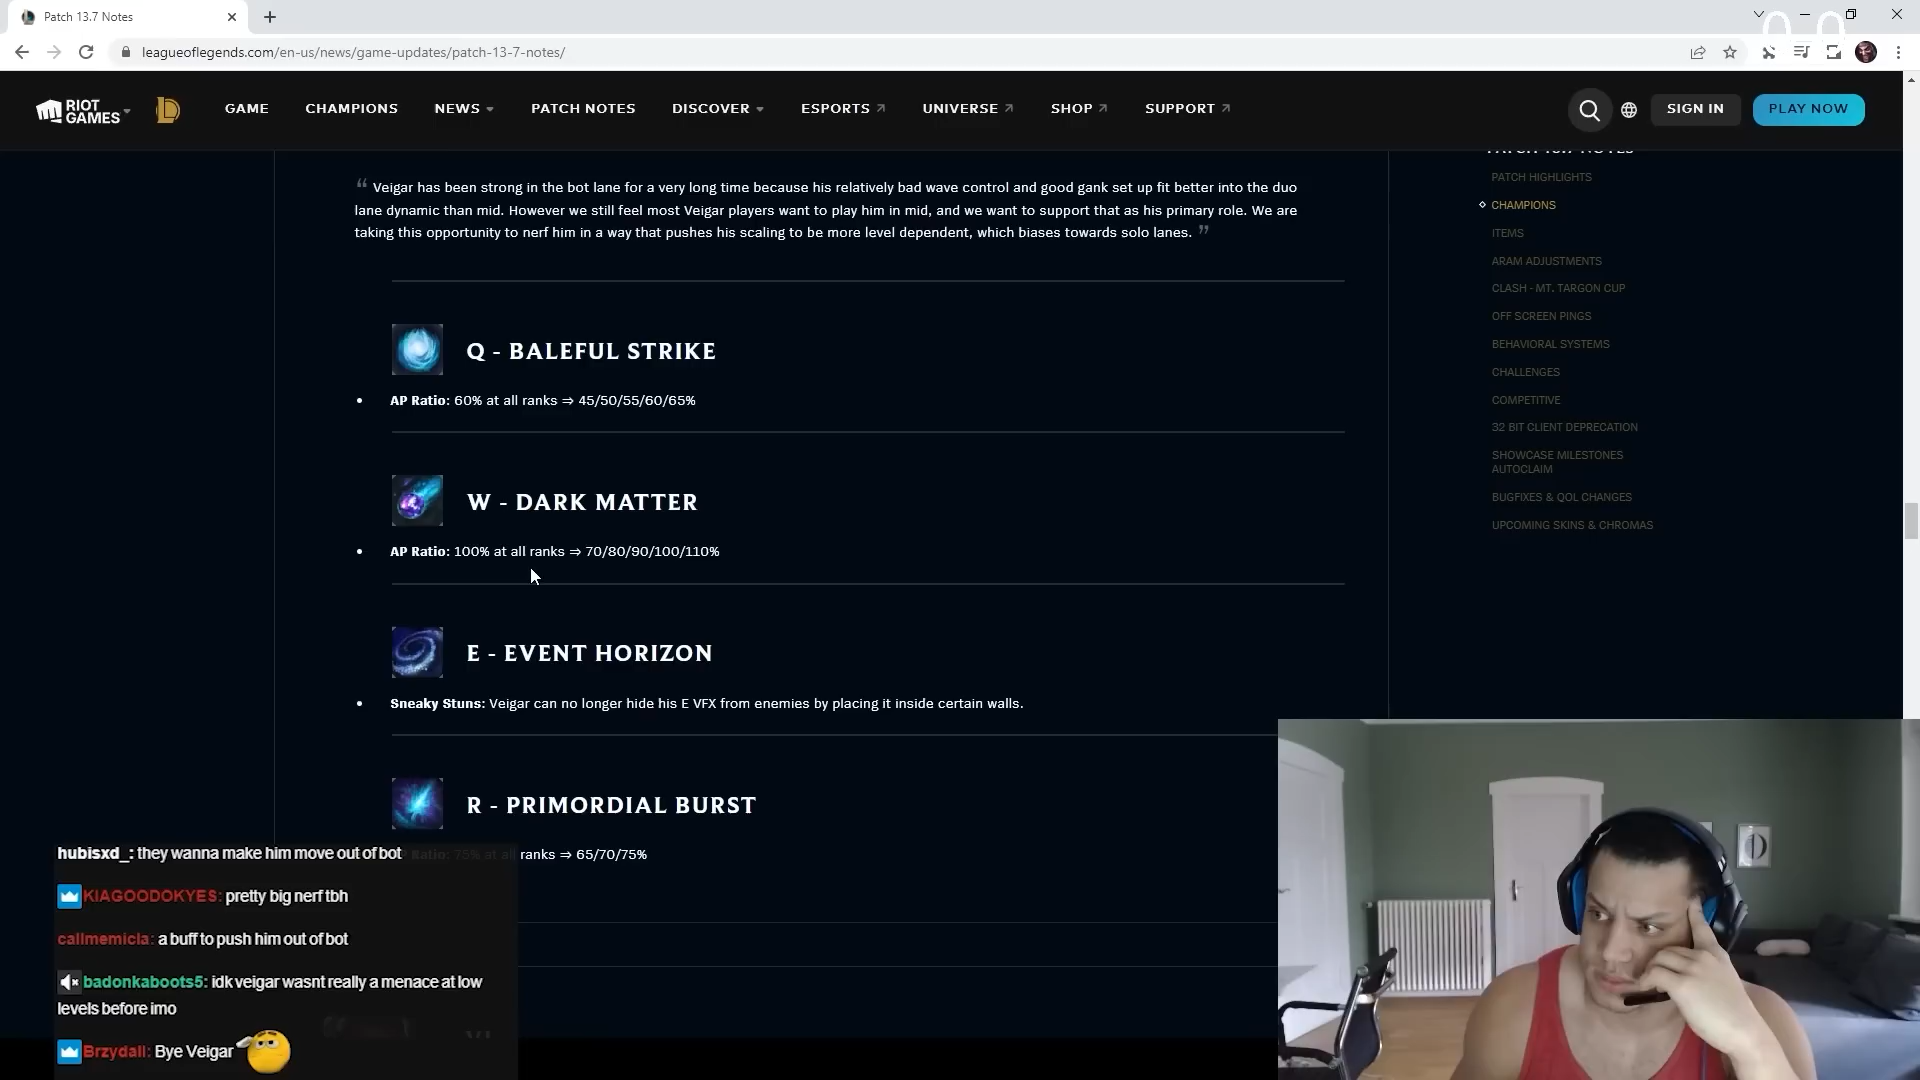 Patch 13.7 Notes
leagueoflegends.com/en-us/news/game-updates/patch-13-7-notes/
RIOT GAMES
GAME CHAMPIONS NEWS PATCH NOTES DISCOVER ESPORTS UNIVERSE SHOP SUPPORT SIGN IN PLAY NOW
“ Veigar has been strong in the bot lane for a very long time because his relatively bad wave control and good gank set up fit better into the duo
lane dynamic than mid. However we still feel most Veigar players want to play him in mid, and we want to support that as his primary role. We are
taking this opportunity to nerf him in a way that pushes his scaling to be more level dependent, which biases towards solo lanes. ”
Q - BALEFUL STRIKE
• AP Ratio: 60% at all ranks ⇒ 45/50/55/60/65%
W - DARK MATTER
• AP Ratio: 100% at all ranks ⇒ 70/80/90/100/110%
E - EVENT HORIZON
• Sneaky Stuns: Veigar can no longer hide his E VFX from enemies by placing it inside certain walls.
R - PRIMORDIAL BURST
Ratio: 75% at all ranks ⇒ 65/70/75%
PATCH 13.7 NOTES
PATCH HIGHLIGHTS
CHAMPIONS
ITEMS
ARAM ADJUSTMENTS
CLASH - MT. TARGON CUP
OFF SCREEN PINGS
BEHAVIORAL SYSTEMS
CHALLENGES
COMPETITIVE
32 BIT CLIENT DEPRECATION
SHOWCASE MILESTONES
AUTOCLAIM
BUGFIXES & QOL CHANGES
UPCOMING SKINS & CHROMAS
hubisxd_: they wanna make him move out of bot
KIAGOODOKYES: pretty big nerf tbh
callmemicla: a buff to push him out of bot
badonkaboots5: idk veigar wasnt really a menace at low
levels before imo
Brzydall: Bye Veigar